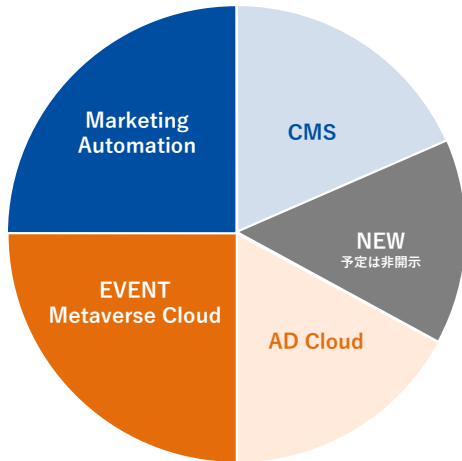 Marketing
Automation
CMS
NEW
予定は非開示
EVENT
Metaverse Cloud
AD Cloud